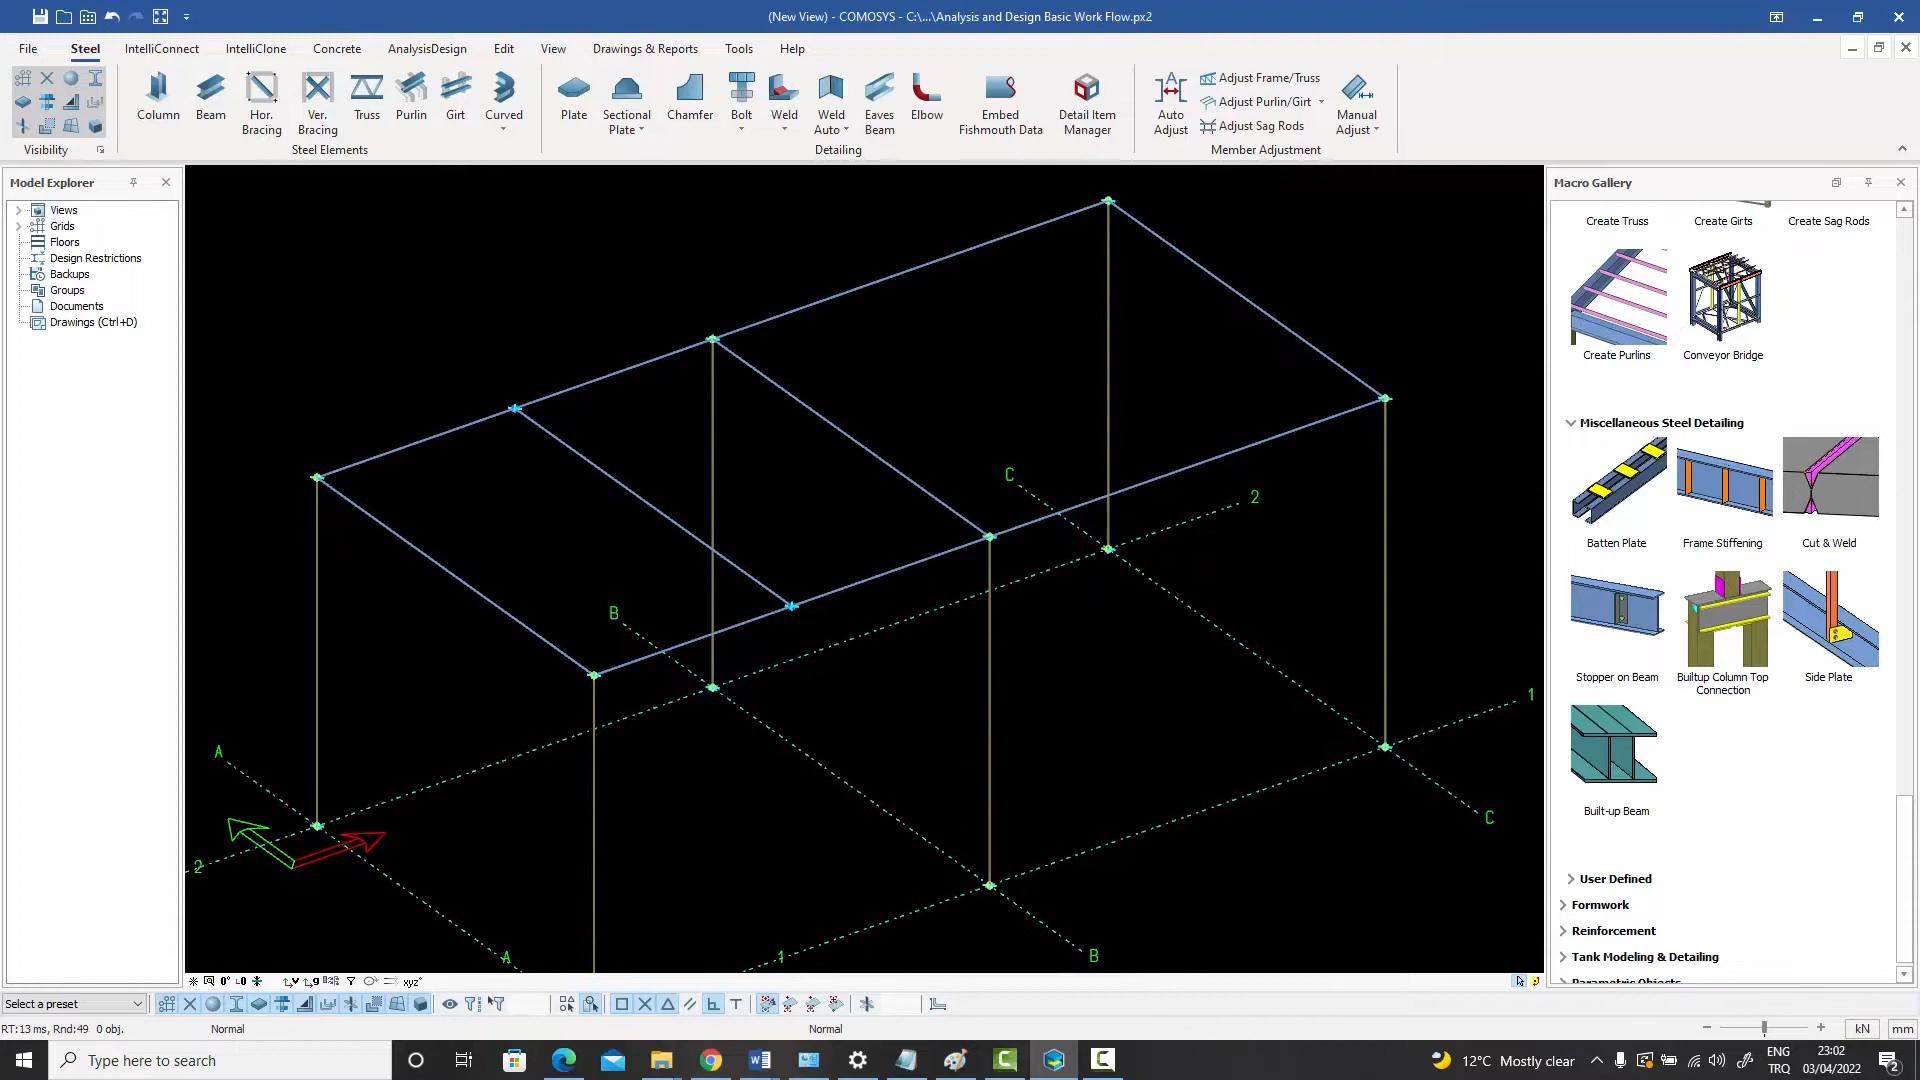 (New View) - COMOSYS - C:\...\Analysis and Design Basic Work Flow.px2
File Steel IntelliConnect IntelliClone Concrete AnalysisDesign Edit View Drawings & Reports Tools Help
Column Beam Hor. Bracing Ver. Bracing Truss Purlin Girt Curved
Plate Sectional Plate Chamfer Bolt Weld Weld Auto Eaves Beam Elbow Embed Fishmouth Data Detail Item Manager
Auto Adjust
Adjust Frame/Truss
Adjust Purlin/Girt
Adjust Sag Rods
Manual Adjust
Visibility Steel Elements Detailing Member Adjustment
Model Explorer
Views
Grids
Floors
Design Restrictions
Backups
Groups
Documents
Drawings (Ctrl+D)
C
2
B
1
A
C
2
A
1
B
Macro Gallery
Create Truss Create Girts Create Sag Rods
Create Purlins Conveyor Bridge
Miscellaneous Steel Detailing
Batten Plate Frame Stiffening Cut & Weld
Stopper on Beam Builtup Column Top Connection Side Plate
Built-up Beam
User Defined
Formwork
Reinforcement
Tank Modeling & Detailing
Parametric Objects
xyz
Select a preset
RT:13 ms, Rnd:49 0 obj. Normal Normal kN mm
Type here to search
12°C Mostly clear
ENG
TRQ
23:02
03/04/2022
2